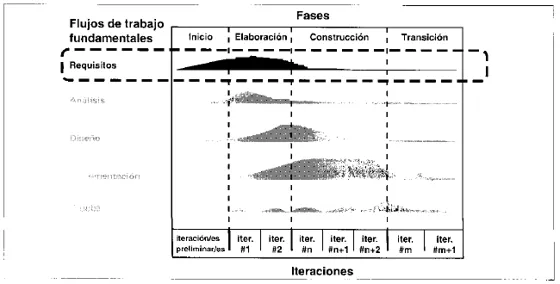 Fases
Flujos de trabajo
fundamentales
Inicio Elaboración Construcción Transición
Requisitos
Análisis
Diseño
iteración/es
preliminar/es
iter.
#1
iter.
#2
iter.
#n
iter.
#n+1
iter.
#n+2
iter.
#m
iter.
#m+1
Iteraciones